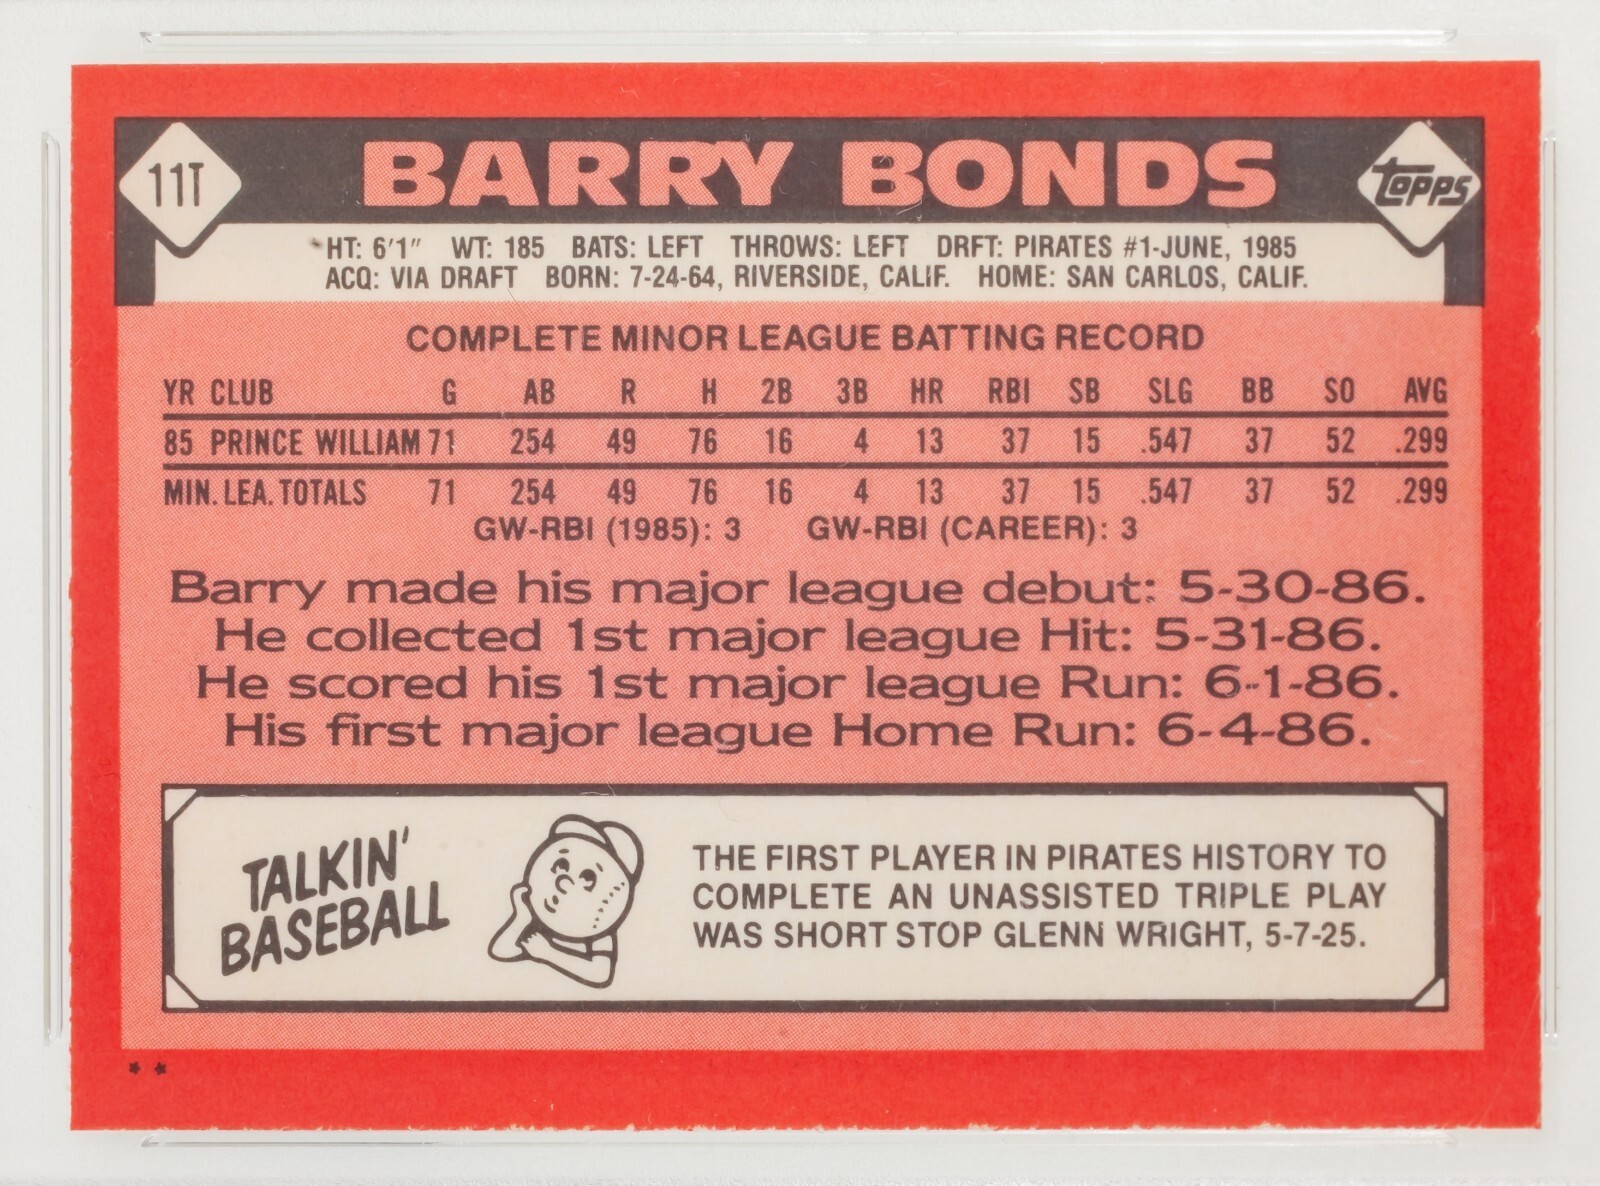 11T
BARRY BONDS
topps
HT: 6'1" WT: 185 BATS: LEFT THROWS: LEFT DRFT: PIRATES #1-JUNE, 1985
ACQ: VIA DRAFT BORN: 7-24-64, RIVERSIDE, CALIF. HOME: SAN CARLOS, CALIF.
COMPLETE MINOR LEAGUE BATTING RECORD
YR CLUB G AB R H 2B 3B HR RBI SB SLG BB SO AVG
85 PRINCE WILLIAM 71 254 49 76 16 4 13 37 15 .547 37 52 .299
MIN. LEA. TOTALS 71 254 49 76 16 4 13 37 15 .547 37 52 .299
GW-RBI (1985): 3 GW-RBI (CAREER): 3
Barry made his major league debut: 5-30-86.
He collected 1st major league Hit: 5-31-86.
He scored his 1st major league Run: 6-1-86.
His first major league Home Run: 6-4-86.
TALKIN'
BASEBALL
THE FIRST PLAYER IN PIRATES HISTORY TO
COMPLETE AN UNASSISTED TRIPLE PLAY
WAS SHORT STOP GLENN WRIGHT, 5-7-25.
* *